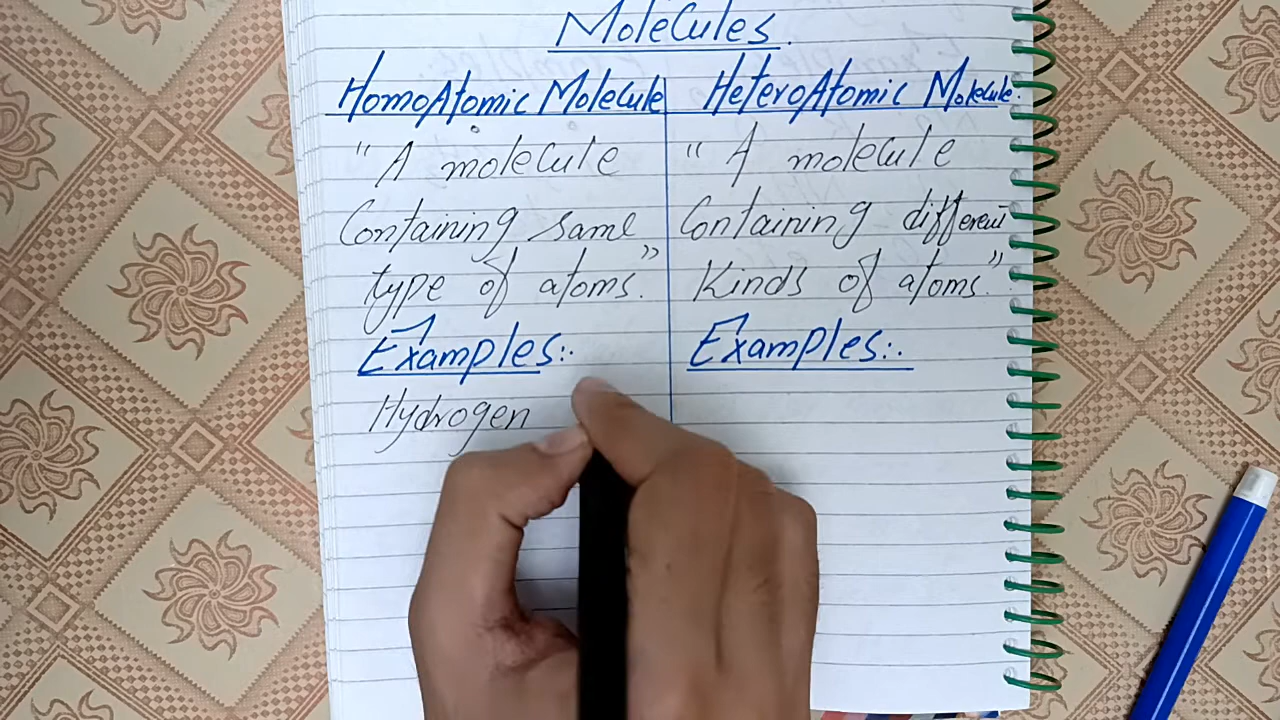 Molecules.
HomoAtomic Molecule
HeteroAtomic Molecule.
" A molecule
Containing same
type of atoms."
" A molecule
Containing different
Kinds of atoms."
Examples:.
Hydrogen
Examples:.